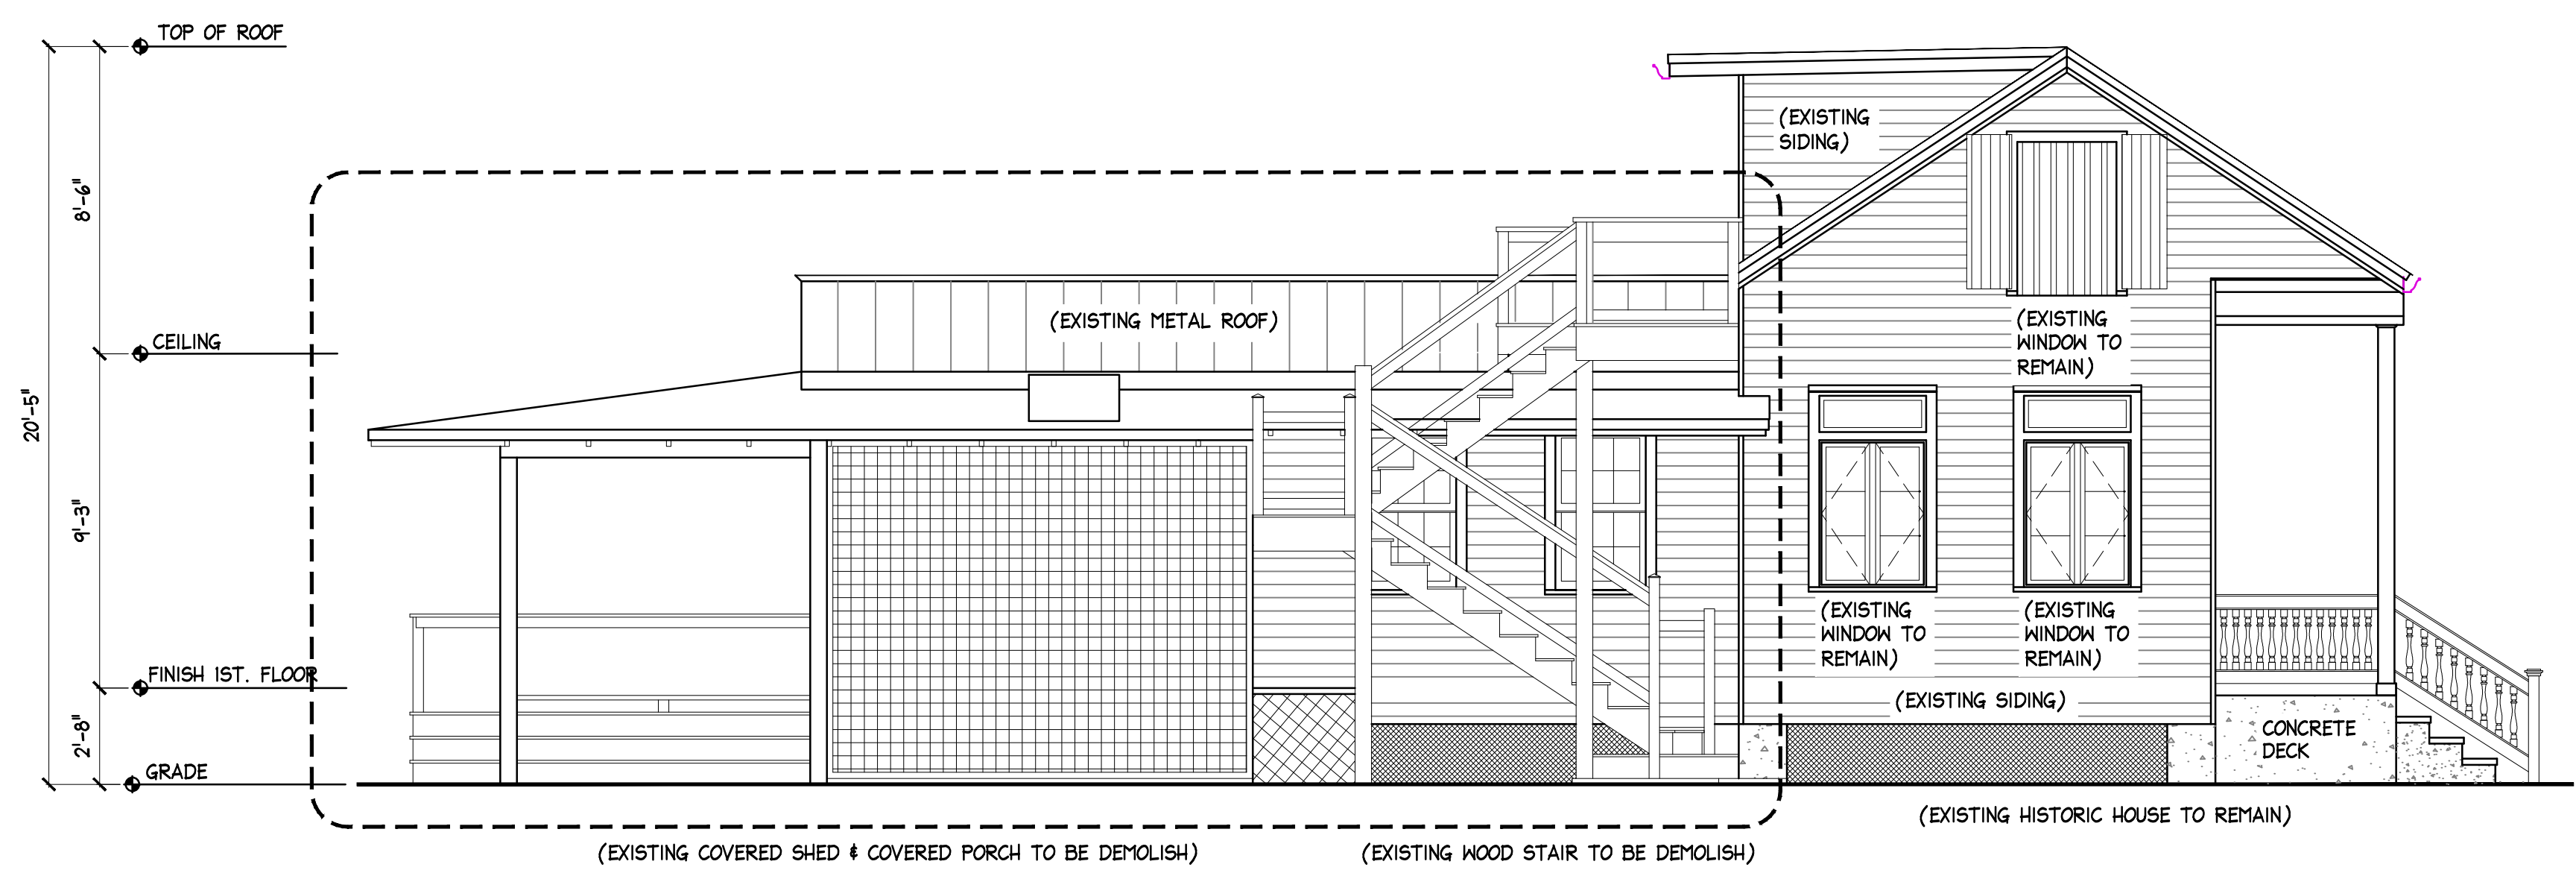 TOP OF ROOF
(EXISTING
SIDING)
8'-6"
(EXISTING METAL ROOF)
(EXISTING
WINDOW TO
REMAIN)
CEILING
20'-5"
9'-3"
(EXISTING
WINDOW TO
REMAIN)
(EXISTING
WINDOW TO
REMAIN)
FINISH 1ST. FLOOR
(EXISTING SIDING)
2'-8"
CONCRETE
DECK
GRADE
(EXISTING HISTORIC HOUSE TO REMAIN)
(EXISTING COVERED SHED & COVERED PORCH TO BE DEMOLISH)
(EXISTING WOOD STAIR TO BE DEMOLISH)